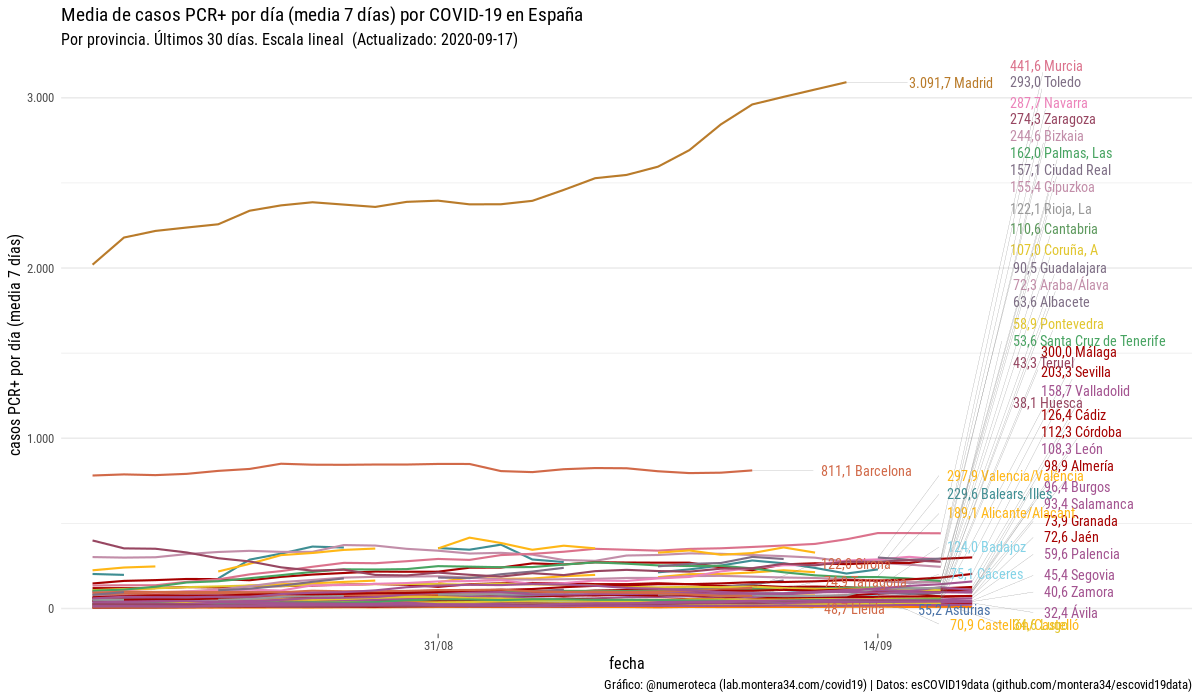 Media de casos PCR+ por día (media 7 días) por COVID-19 en España
Por provincia. Últimos 30 días. Escala lineal (Actualizado: 2020-09-17)
casos PCR+ por día (media 7 días)
3.000
2.000
1.000
0
3.091,7 Madrid
811,1 Barcelona
441,6 Murcia
293,0 Toledo
287,7 Navarra
274,3 Zaragoza
244,6 Bizkaia
162,0 Palmas, Las
157,1 Ciudad Real
155,4 Gipuzkoa
122,1 Rioja, La
110,6 Cantabria
107,0 Coruña, A
90,5 Guadalajara
72,3 Araba/Álava
63,6 Albacete
58,9 Pontevedra
53,6 Santa Cruz de Tenerife
300,0 Málaga
43,3 Teruel
203,3 Sevilla
158,7 Valladolid
38,1 Huesca
126,4 Cádiz
112,3 Córdoba
108,3 León
98,9 Almería
297,9 Valencia/València
96,4 Burgos
229,6 Balears, Illes
93,4 Salamanca
189,1 Alicante/Alacant
73,9 Granada
72,6 Jaén
124,0 Badajoz
59,6 Palencia
Girona
75,1 Cáceres
45,4 Segovia
Tarragona
40,6 Zamora
48,7 Lleida
55,2 Asturias
32,4 Ávila
70,9 Castellón/Castelló
Lugo
31/08
14/09
fecha
Gráfico: @numeroteca (lab.montera34.com/covid19) | Datos: esCOVID19data (github.com/montera34/escovid19data)